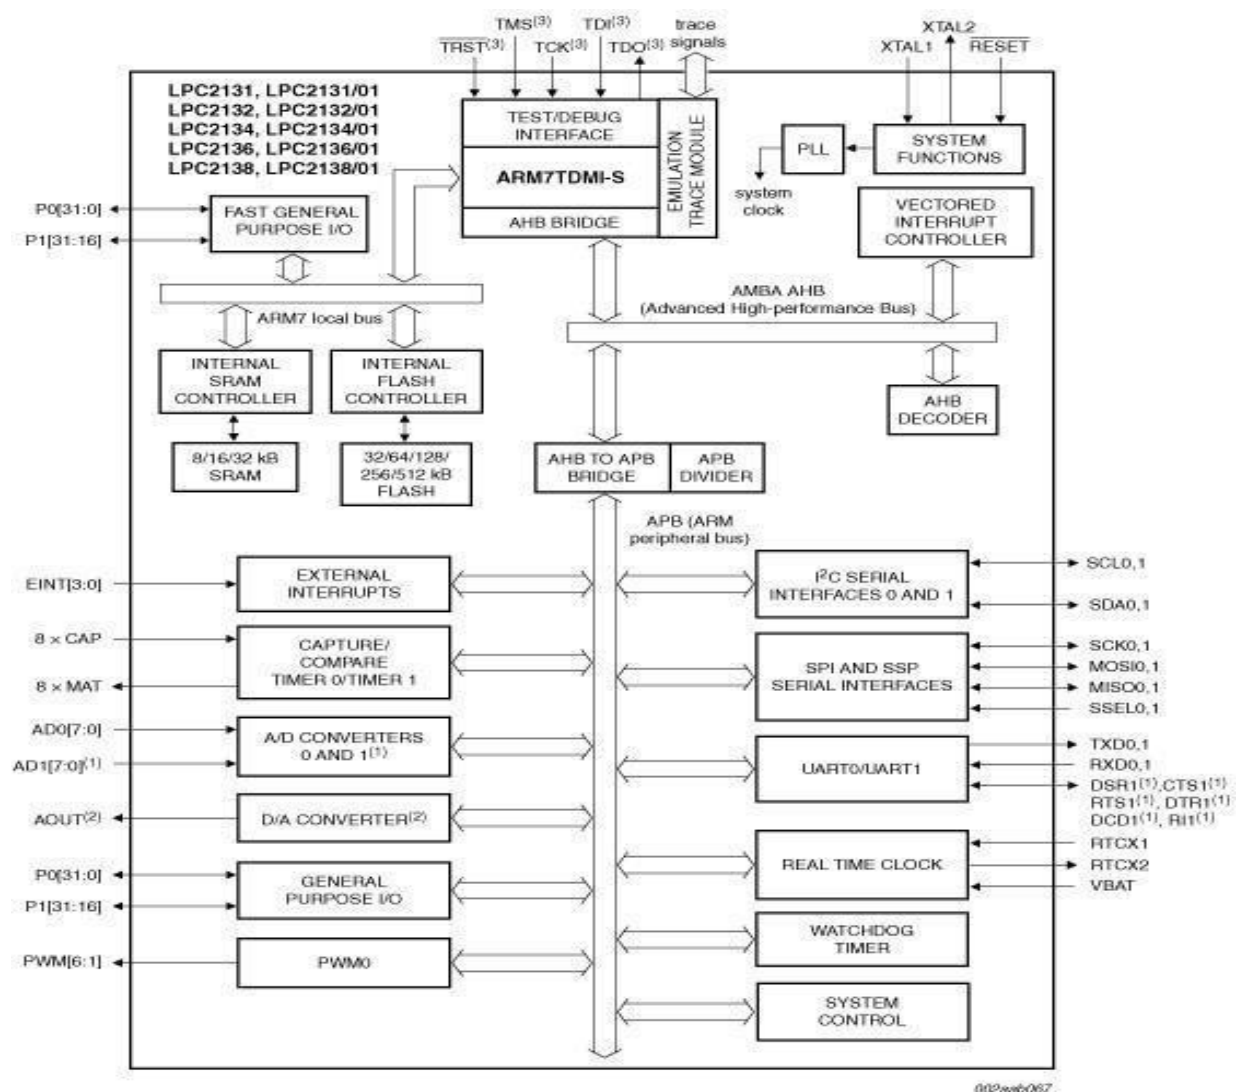 TMS(3)
TDI(3)
trace
signals
TRST(3)
TCK(3)
TDO(3)
XTAL2
XTAL1
RESET
LPC2131, LPC2131/01
LPC2132, LPC2132/01
LPC2134, LPC2134/01
LPC2136, LPC2136/01
LPC2138, LPC2138/01
TEST/DEBUG
INTERFACE
ARM7TDMI-S
AHB BRIDGE
EMULATION
TRACE MODULE
PLL
SYSTEM
FUNCTIONS
system
clock
VECTORED
INTERRUPT
CONTROLLER
P0[31:0]
P1[31:16]
FAST GENERAL
PURPOSE I/O
ARM7 local bus
AMBA AHB
(Advanced High-performance Bus)
INTERNAL
SRAM
CONTROLLER
INTERNAL
FLASH
CONTROLLER
AHB
DECODER
8/16/32 kB
SRAM
32/64/128/
256/512 kB
FLASH
AHB TO APB
BRIDGE
APB
DIVIDER
APB (ARM
peripheral bus)
EINT[3:0]
EXTERNAL
INTERRUPTS
I2C SERIAL
INTERFACES 0 AND 1
SCL0,1
SDA0,1
8 × CAP
8 × MAT
CAPTURE/
COMPARE
TIMER 0/TIMER 1
SPI AND SSP
SERIAL INTERFACES
SCK0,1
MOSI0,1
MISO0,1
SSEL0,1
AD0[7:0]
AD1[7:0](1)
A/D CONVERTERS
0 AND 1(1)
UART0/UART1
TXD0,1
RXD0,1
DSR1(1),CTS1(1)
RTS1(1), DTR1(1)
DCD1(1), RI1(1)
AOUT(2)
D/A CONVERTER(2)
P0[31:0]
P1[31:16]
GENERAL
PURPOSE I/O
REAL TIME CLOCK
RTCX1
RTCX2
VBAT
PWM[6:1]
PWM0
WATCHDOG
TIMER
SYSTEM
CONTROL
002aab067